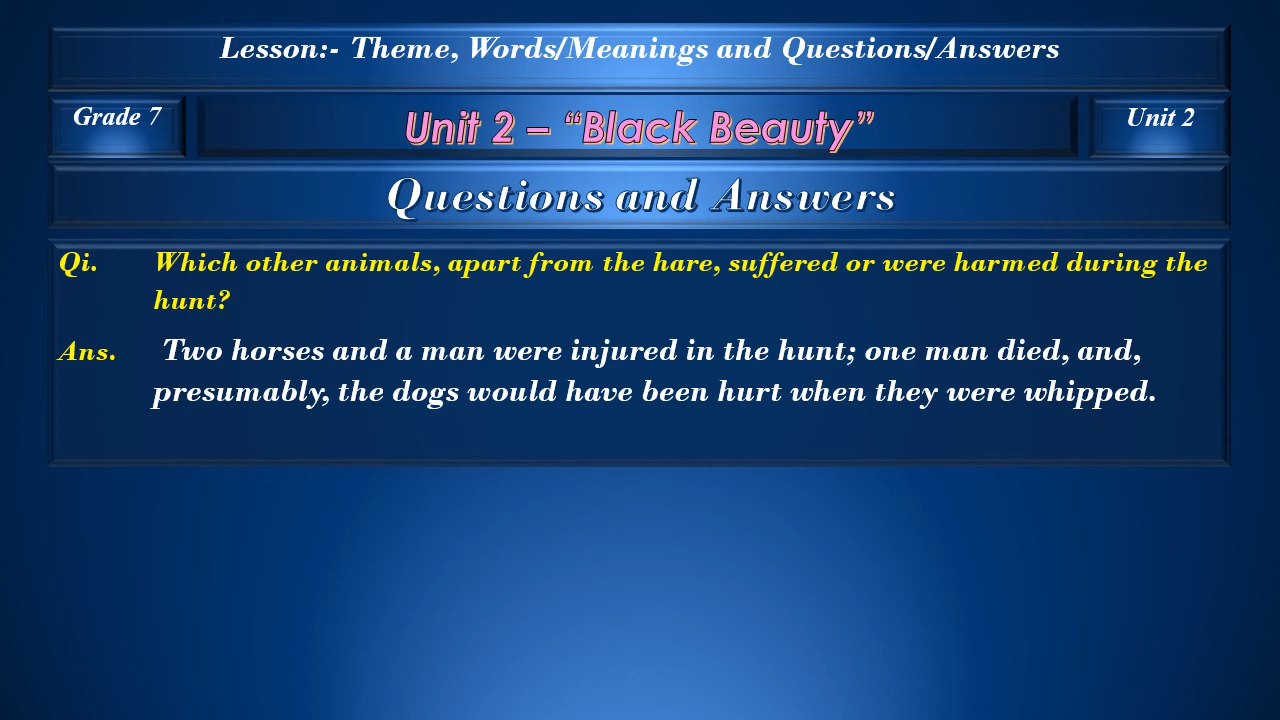 Lesson:- Theme, Words/Meanings and Questions/Answers
Grade 7
Unit 2 – “Black Beauty”
Unit 2
Questions and Answers
Qi. Which other animals, apart from the hare, suffered or were harmed during the
hunt?
Ans. Two horses and a man were injured in the hunt; one man died, and,
presumably, the dogs would have been hurt when they were whipped.